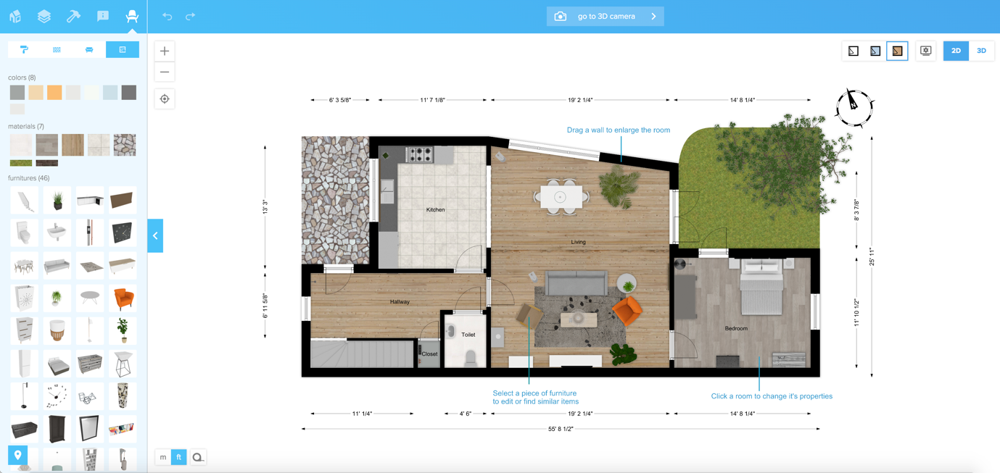 go to 3D camera
colors (8)
materials (7)
furnitures (46)
2D
3D
6' 3 5/8"
11' 7 1/8"
19' 2 1/4"
14' 8 1/4"
N
Drag a wall to enlarge the room
13' 3"
8' 3 7/8"
Kitchen
Living
25' 11"
6' 11 5/8"
Hallway
11' 10 1/2"
Bedroom
Toilet
Closet
Select a piece of furniture
to edit or find similar items
Click a room to change it's properties
11' 1/4"
4' 6"
19' 2 1/4"
14' 8 1/4"
55' 8 1/2"
m
ft